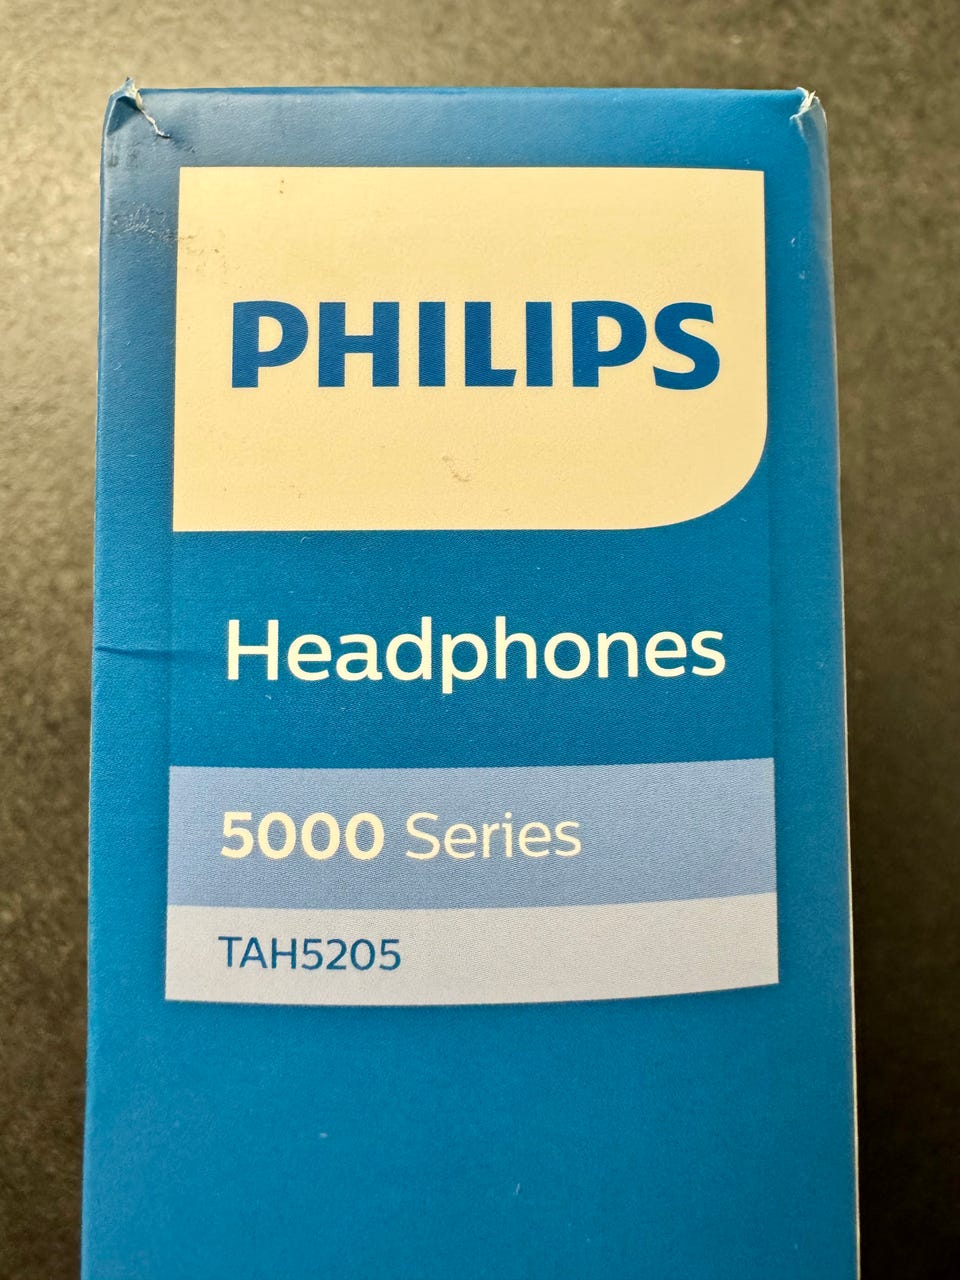 PHILIPS
Headphones
5000 Series
TAH5205